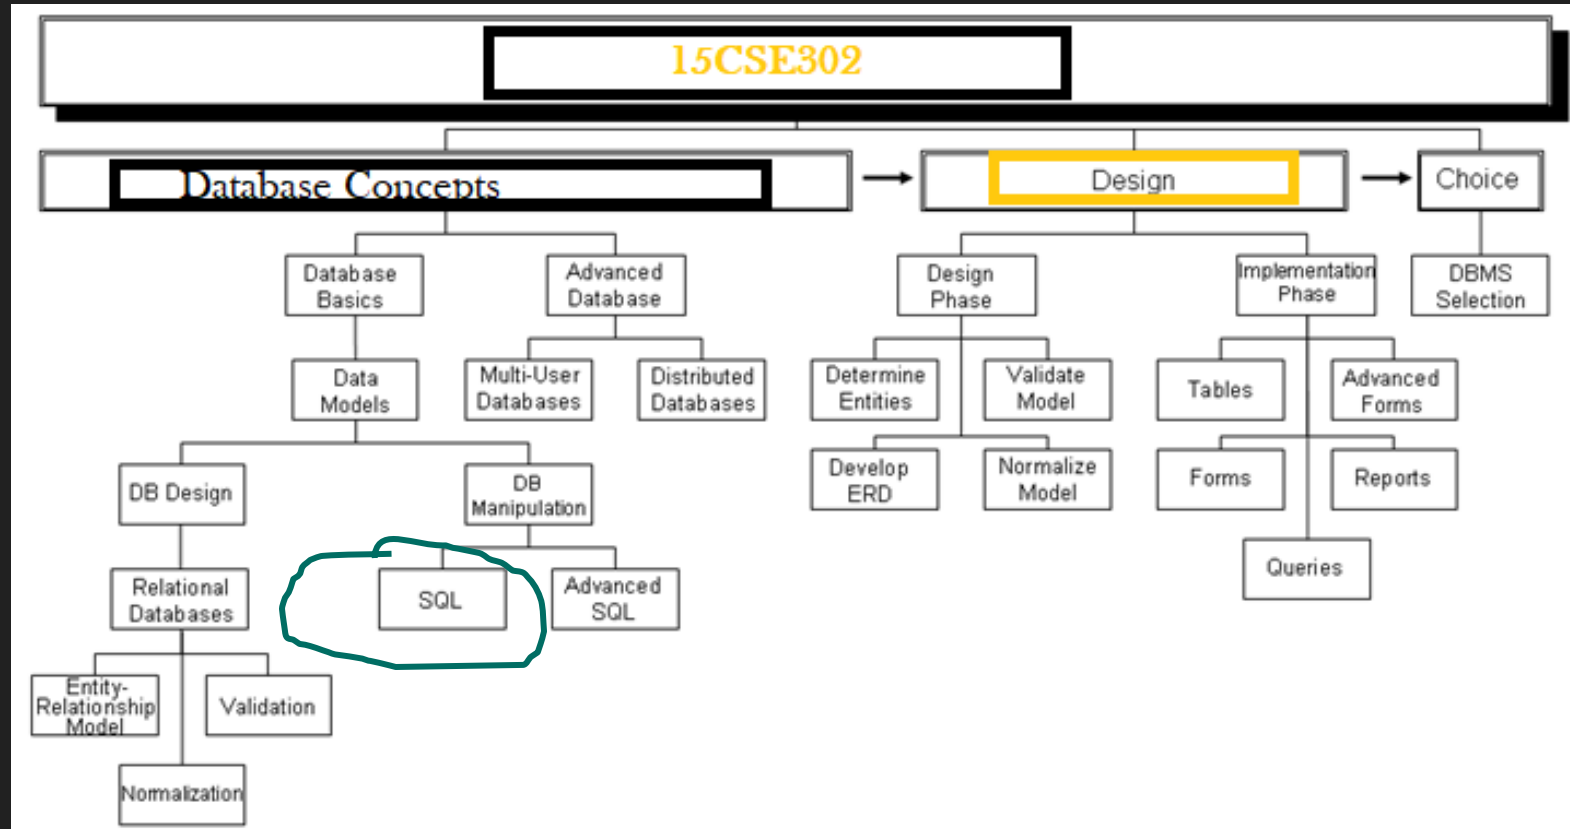 15CSE302
Database Concepts
Design
Choice
Database
Basics
Advanced
Database
Design
Phase
Implementation
Phase
DBMS
Selection
Data
Models
Multi-User
Databases
Distributed
Databases
Determine
Entities
Validate
Model
Tables
Advanced
Forms
DB Design
DB
Manipulation
Develop
ERD
Normalize
Model
Forms
Reports
Relational
Databases
SQL
Advanced
SQL
Queries
Entity-
Relationship
Model
Validation
Normalization